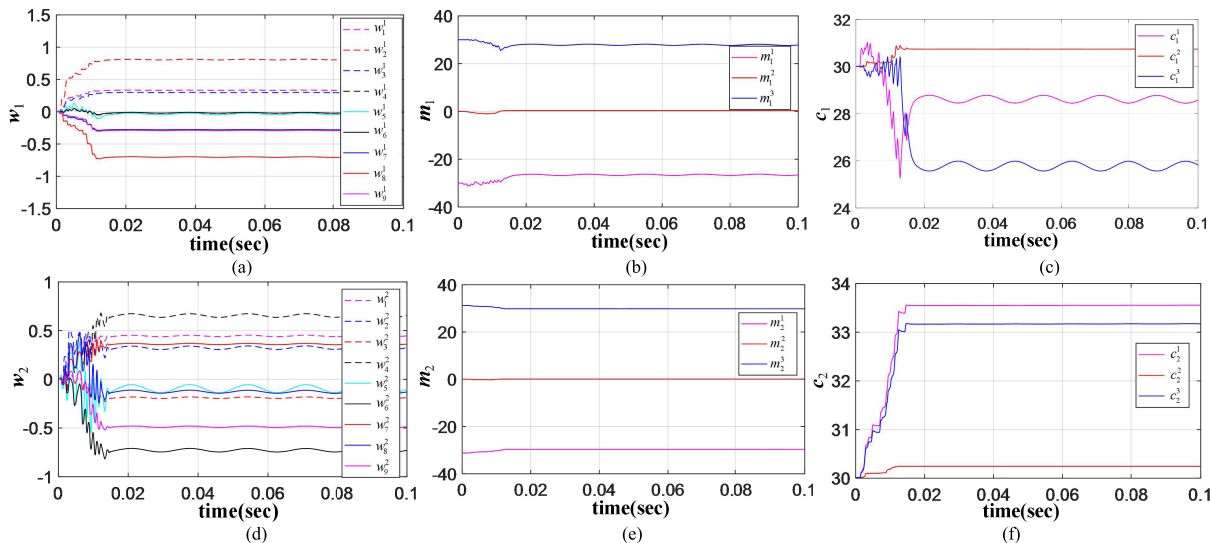 1.5
1
0.5
0
-0.5
-1
-1.5
w₁
0 0.02 0.04 0.06 0.08 0.1
time(sec)
w₁¹
w₂¹
w₃¹
w₄¹
w₅¹
w₆¹
w₇¹
w₈¹
w₉¹
(a)
40
20
0
-20
-40
m₁
0 0.02 0.04 0.06 0.08 0.1
time(sec)
m₁¹
m₁²
m₁³
(b)
32
30
28
26
24
c₁
0 0.02 0.04 0.06 0.08 0.1
time(sec)
c₁¹
c₁²
c₁³
(c)
1
0.5
0
-0.5
-1
w₂
0 0.02 0.04 0.06 0.08 0.1
time(sec)
w₁²
w₂²
w₃²
w₄²
w₅²
w₆²
w₇²
w₈²
w₉²
(d)
40
20
0
-20
-40
m₂
0 0.02 0.04 0.06 0.08 0.1
time(sec)
m₂¹
m₂²
m₂³
(e)
34
33
32
31
30
c₂
0 0.02 0.04 0.06 0.08 0.1
time(sec)
c₂¹
c₂²
c₂³
(f)